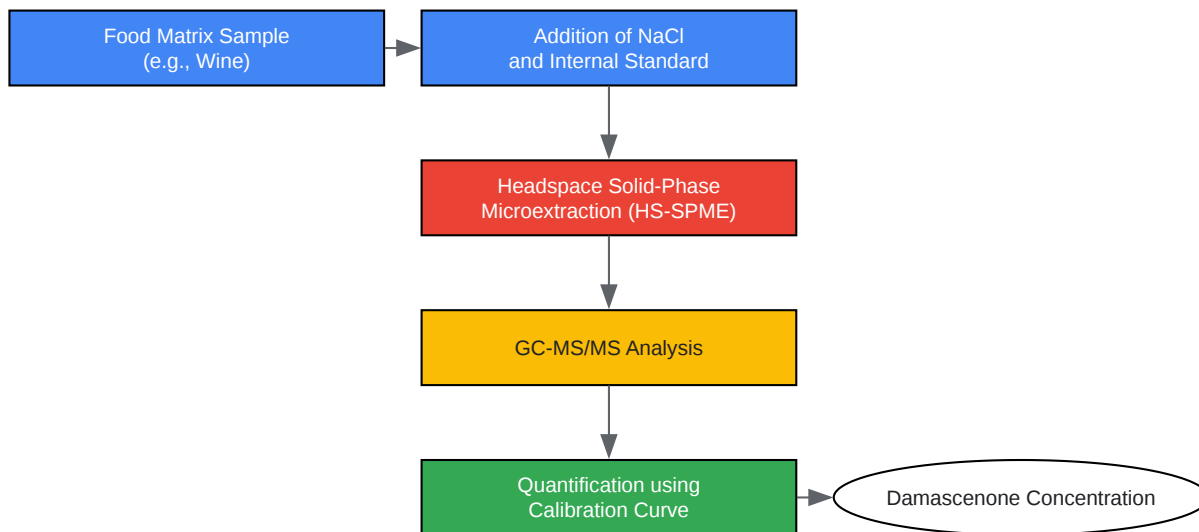 Food Matrix Sample
(e.g., Wine)
Addition of NaCl
and Internal Standard
Headspace Solid-Phase
Microextraction (HS-SPME)
GC-MS/MS Analysis
Quantification using
Calibration Curve
Damascenone Concentration